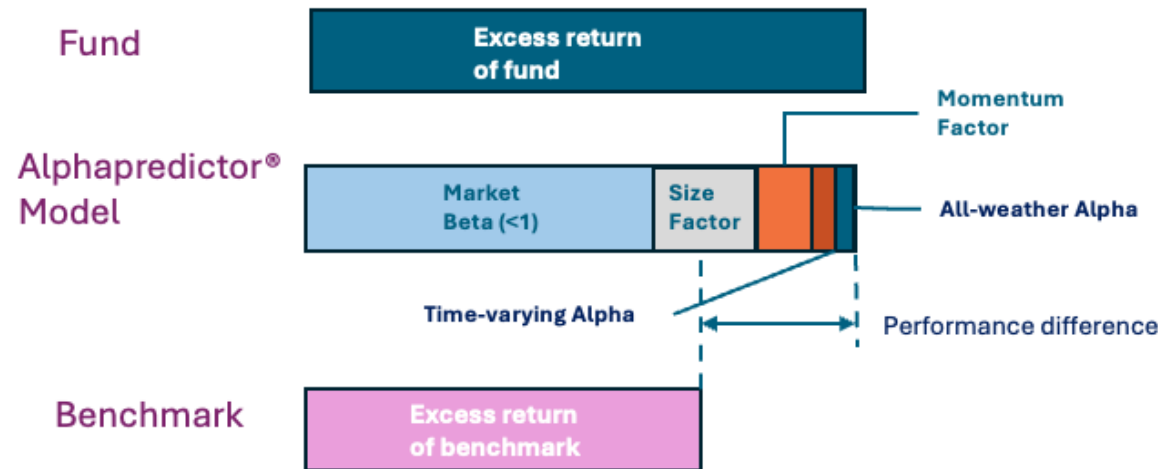 Fund
Excess return
of fund
Momentum
Factor
Alphapredictor®
Model
Market
Beta (<1)
Size
Factor
All-weather Alpha
Time-varying Alpha
Performance difference
Benchmark
Excess return
of benchmark